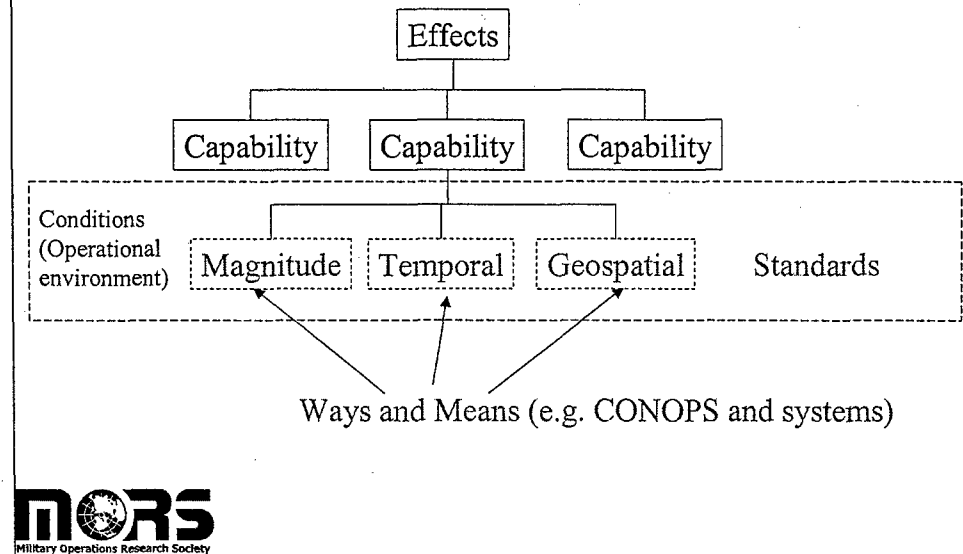 Effects
Capability Capability Capability
Conditions
(Operational
environment)
Magnitude Temporal Geospatial Standards
Ways and Means (e.g. CONOPS and systems)
MORS
Military Operations Research Society